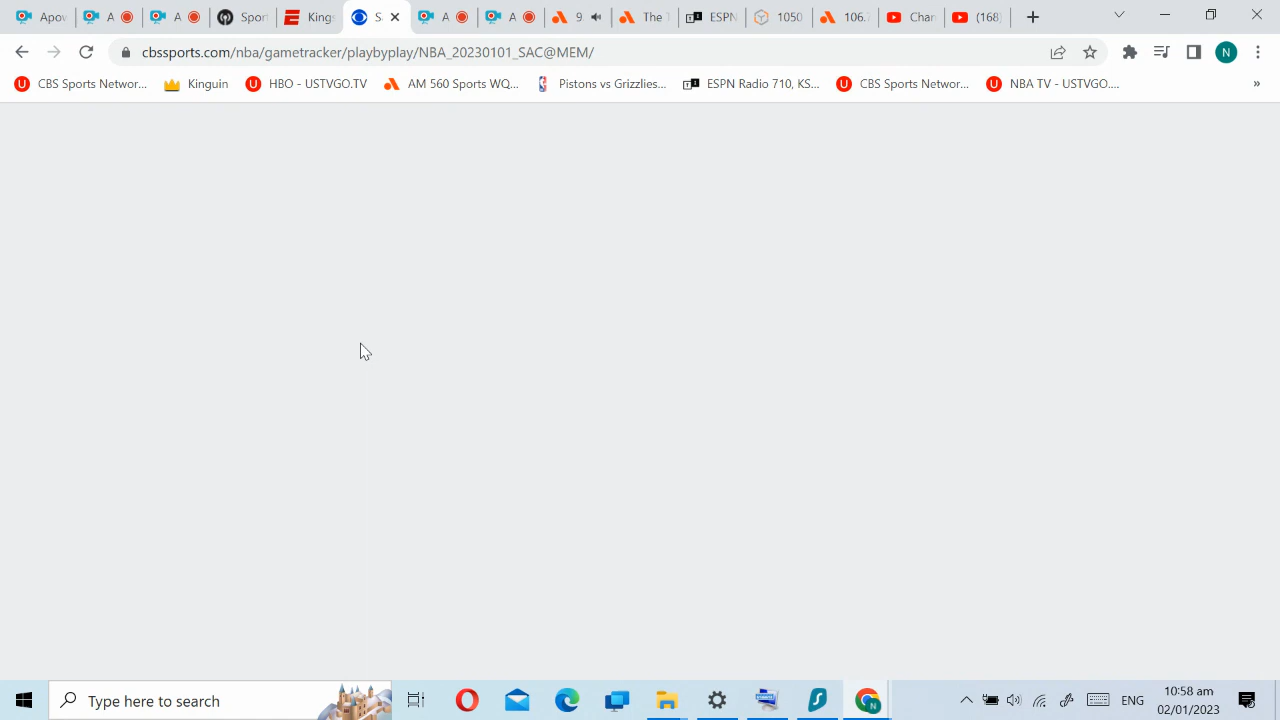 Apov A A Spor King S A A 9 The T ESPN 1050 106.7 Char (168)
cbssports.com/nba/gametracker/playbyplay/NBA_20230101_SAC@MEM/ N
U CBS Sports Networ... Kinguin U HBO - USTVGO.TV AM 560 Sports WQ... Pistons vs Grizzlies... ESPN Radio 710, KS... U CBS Sports Networ... U NBA TV - USTVGO.... »
Type here to search N ENG 10:58 am
02/01/2023